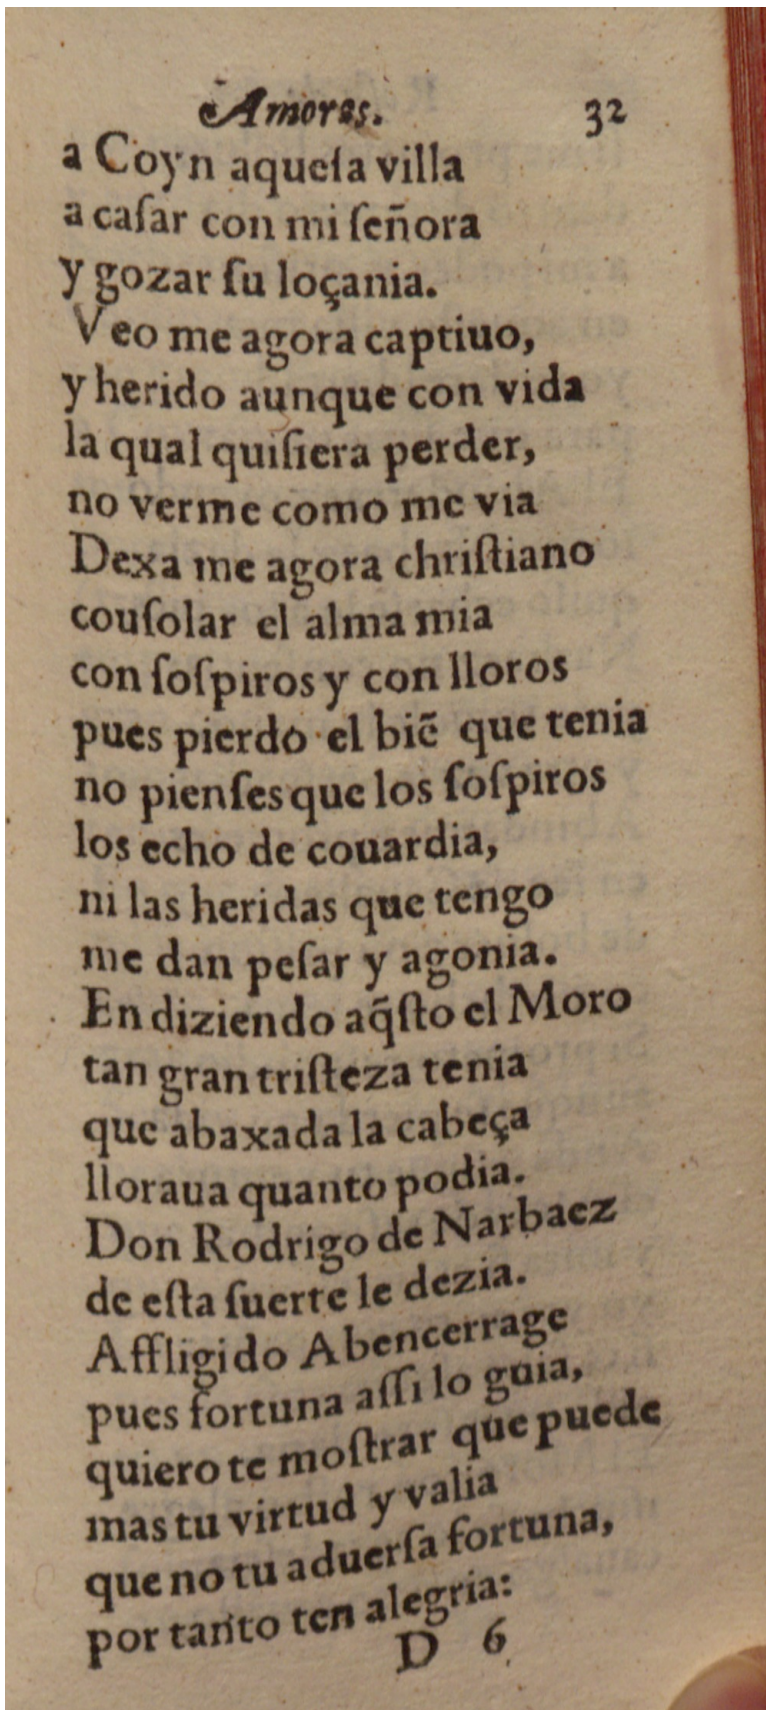 Amores. 32
a Coyn aquesa villa
a caſar con mi ſeñora
y gozar ſu loçania.
Veo me agora captiuo,
y herido aunque con vida
la qual quiſiera perder,
no verme como me via
Dexa me agora chriſtiano
couſolar el alma mia
con ſoſpiros y con lloros
pues pierdo el biẽ que tenia
no pienſes que los ſoſpiros
los echo de couardia,
ni las heridas que tengo
me dan peſar y agonia.
En diziendo aq̃ſto el Moro
tan gran triſteza tenia
que abaxada la cabeça
lloraua quanto podia.
Don Rodrigo de Narbaez
de eſta ſuerte le dezia.
Affligido Abencerrage
pues fortuna aſſi lo guia,
quiero te moſtrar que puede
mas tu virtud y valia
que no tu aduerſa fortuna,
por tanto ten alegria:
D 6